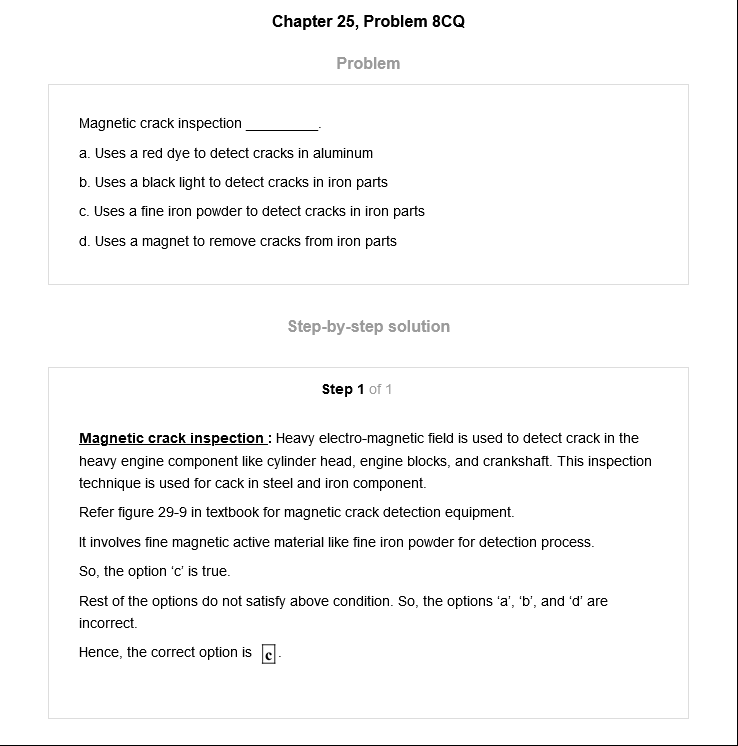 Chapter 25, Problem 8CQ
Problem
Magnetic crack inspection __________.
a. Uses a red dye to detect cracks in aluminum
b. Uses a black light to detect cracks in iron parts
c. Uses a fine iron powder to detect cracks in iron parts
d. Uses a magnet to remove cracks from iron parts
Step-by-step solution
Step 1 of 1
Magnetic crack inspection : Heavy electro-magnetic field is used to detect crack in the
heavy engine component like cylinder head, engine blocks, and crankshaft. This inspection
technique is used for cack in steel and iron component.
Refer figure 29-9 in textbook for magnetic crack detection equipment.
It involves fine magnetic active material like fine iron powder for detection process.
So, the option ‘c’ is true.
Rest of the options do not satisfy above condition. So, the options ‘a’, ‘b’, and ‘d’ are
incorrect.
Hence, the correct option is c.